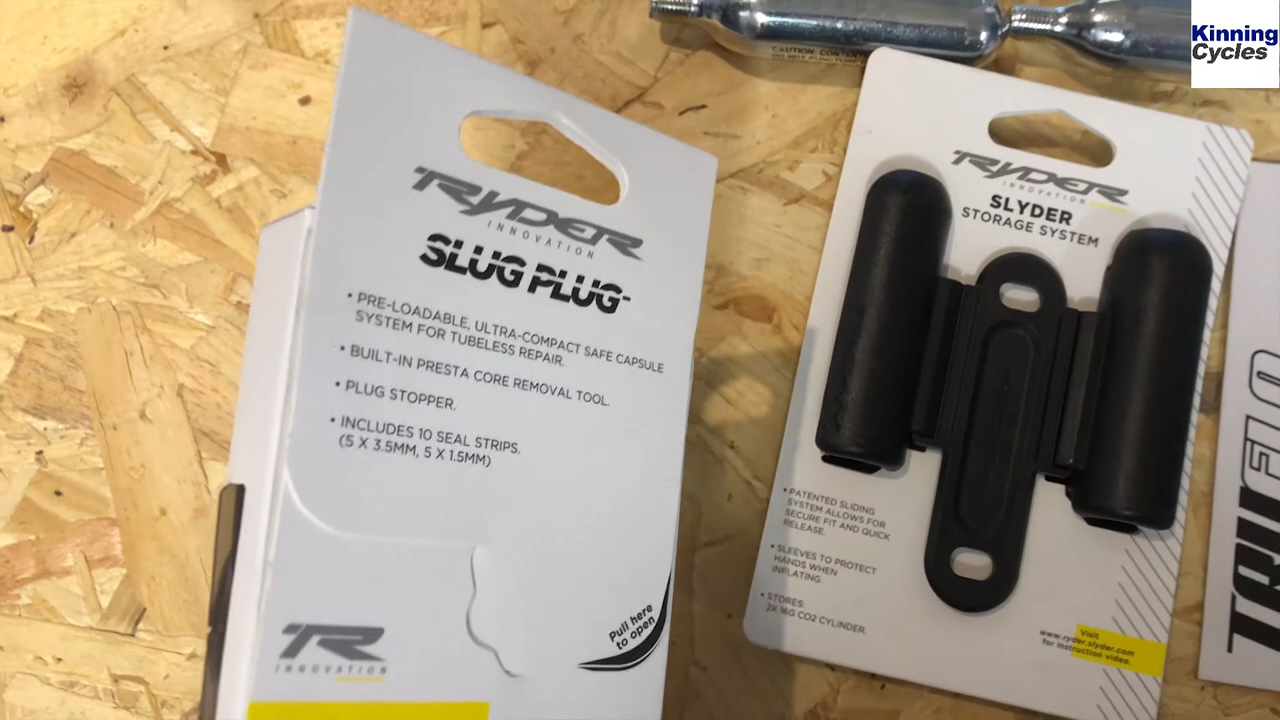 Kinning
Cycles
CAUTION: CONTENTS
RYDER
INNOVATION
SLUG PLUG
• PRE-LOADABLE, ULTRA-COMPACT SAFE CAPSULE
SYSTEM FOR TUBELESS REPAIR.
• BUILT-IN PRESTA CORE REMOVAL TOOL.
• PLUG STOPPER.
• INCLUDES 10 SEAL STRIPS.
(5 X 3.5MM, 5 X 1.5MM)
Pull here
to open
R
INNOVATION
RYDER
INNOVATION
SLYDER
STORAGE SYSTEM
• PATENTED SLIDING
SYSTEM ALLOWS FOR
SECURE FIT AND QUICK
RELEASE.
• SLEEVES TO PROTECT
HANDS WHEN
INFLATING.
• STORES:
2X 16G CO2 CYLINDER.
Visit
www.ryder.slyder.com
for instruction video.